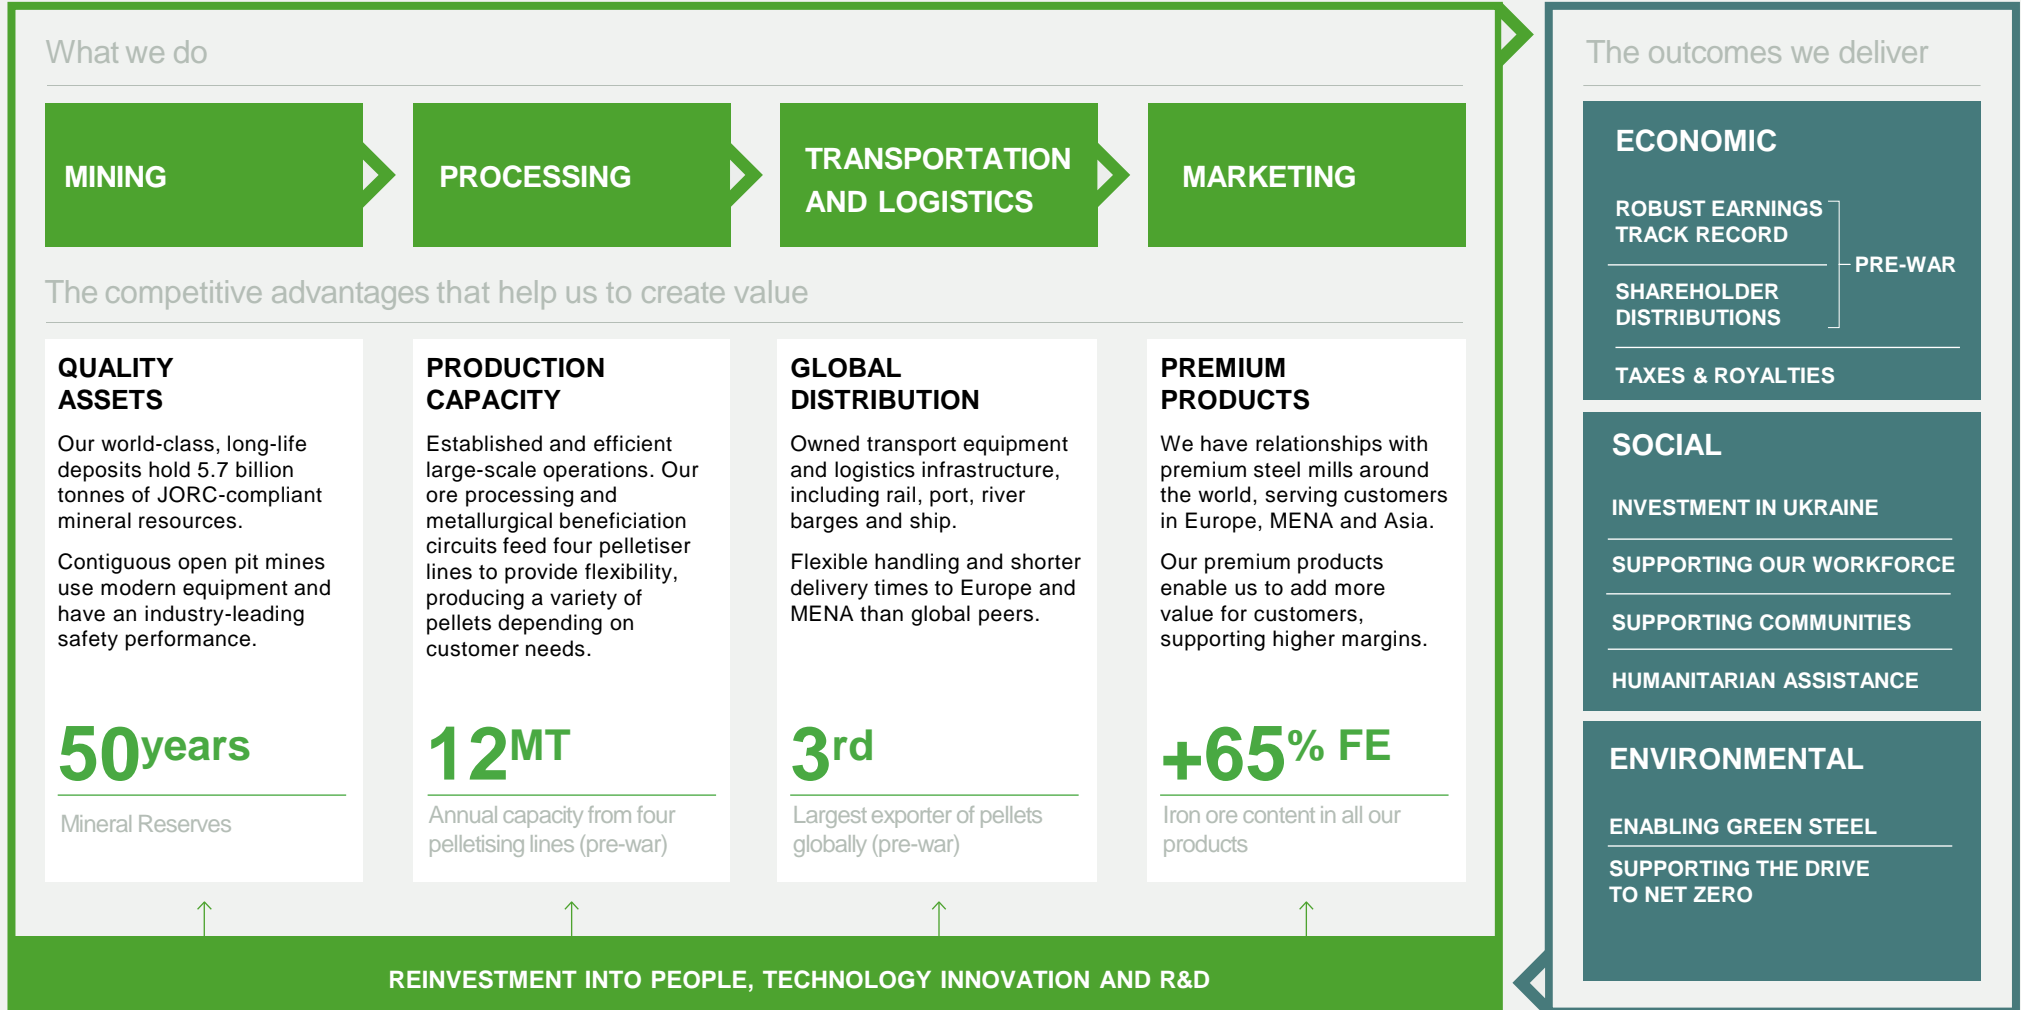 What we do
MINING
PROCESSING
TRANSPORTATION
AND LOGISTICS
MARKETING
The competitive advantages that help us to create value
QUALITY
ASSETS
Our world-class, long-life
deposits hold 5.7 billion
tonnes of JORC-compliant
mineral resources.
Contiguous open pit mines
use modern equipment and
have an industry-leading
safety performance.
50 years
Mineral Reserves
PRODUCTION
CAPACITY
Established and efficient
large-scale operations. Our
ore processing and
metallurgical beneficiation
circuits feed four pelletiser
lines to provide flexibility,
producing a variety of
pellets depending on
customer needs.
12MT
Annual capacity from four
pelletising lines (pre-war)
GLOBAL
DISTRIBUTION
Owned transport equipment
and logistics infrastructure,
including rail, port, river
barges and ship.
Flexible handling and shorter
delivery times to Europe and
MENA than global peers.
3rd
Largest exporter of pellets
globally (pre-war)
PREMIUM
PRODUCTS
We have relationships with
premium steel mills around
the world, serving customers
in Europe, MENA and Asia.
Our premium products
enable us to add more
value for customers,
supporting higher margins.
+65% FE
Iron ore content in all our
products
REINVESTMENT INTO PEOPLE, TECHNOLOGY INNOVATION AND R&D
The outcomes we deliver
ECONOMIC
ROBUST EARNINGS
TRACK RECORD
PRE-WAR
SHAREHOLDER
DISTRIBUTIONS
TAXES & ROYALTIES
SOCIAL
INVESTMENT IN UKRAINE
SUPPORTING OUR WORKFORCE
SUPPORTING COMMUNITIES
HUMANITARIAN ASSISTANCE
ENVIRONMENTAL
ENABLING GREEN STEEL
SUPPORTING THE DRIVE
TO NET ZERO